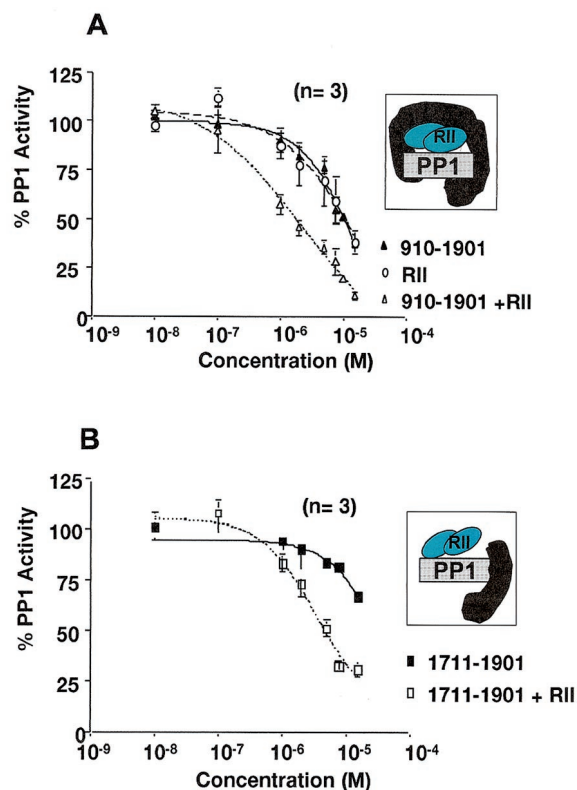 A
(n= 3)
% PP1 Activity
125
100
75
50
25
0
10-9
10-8
10-7
10-6
10-5
10-4
Concentration (M)
RII
PP1
910-1901
RII
910-1901 +RII
B
(n= 3)
% PP1 Activity
125
100
75
50
25
0
10-9
10-8
10-7
10-6
10-5
10-4
Concentration (M)
RII
PP1
1711-1901
1711-1901 + RII